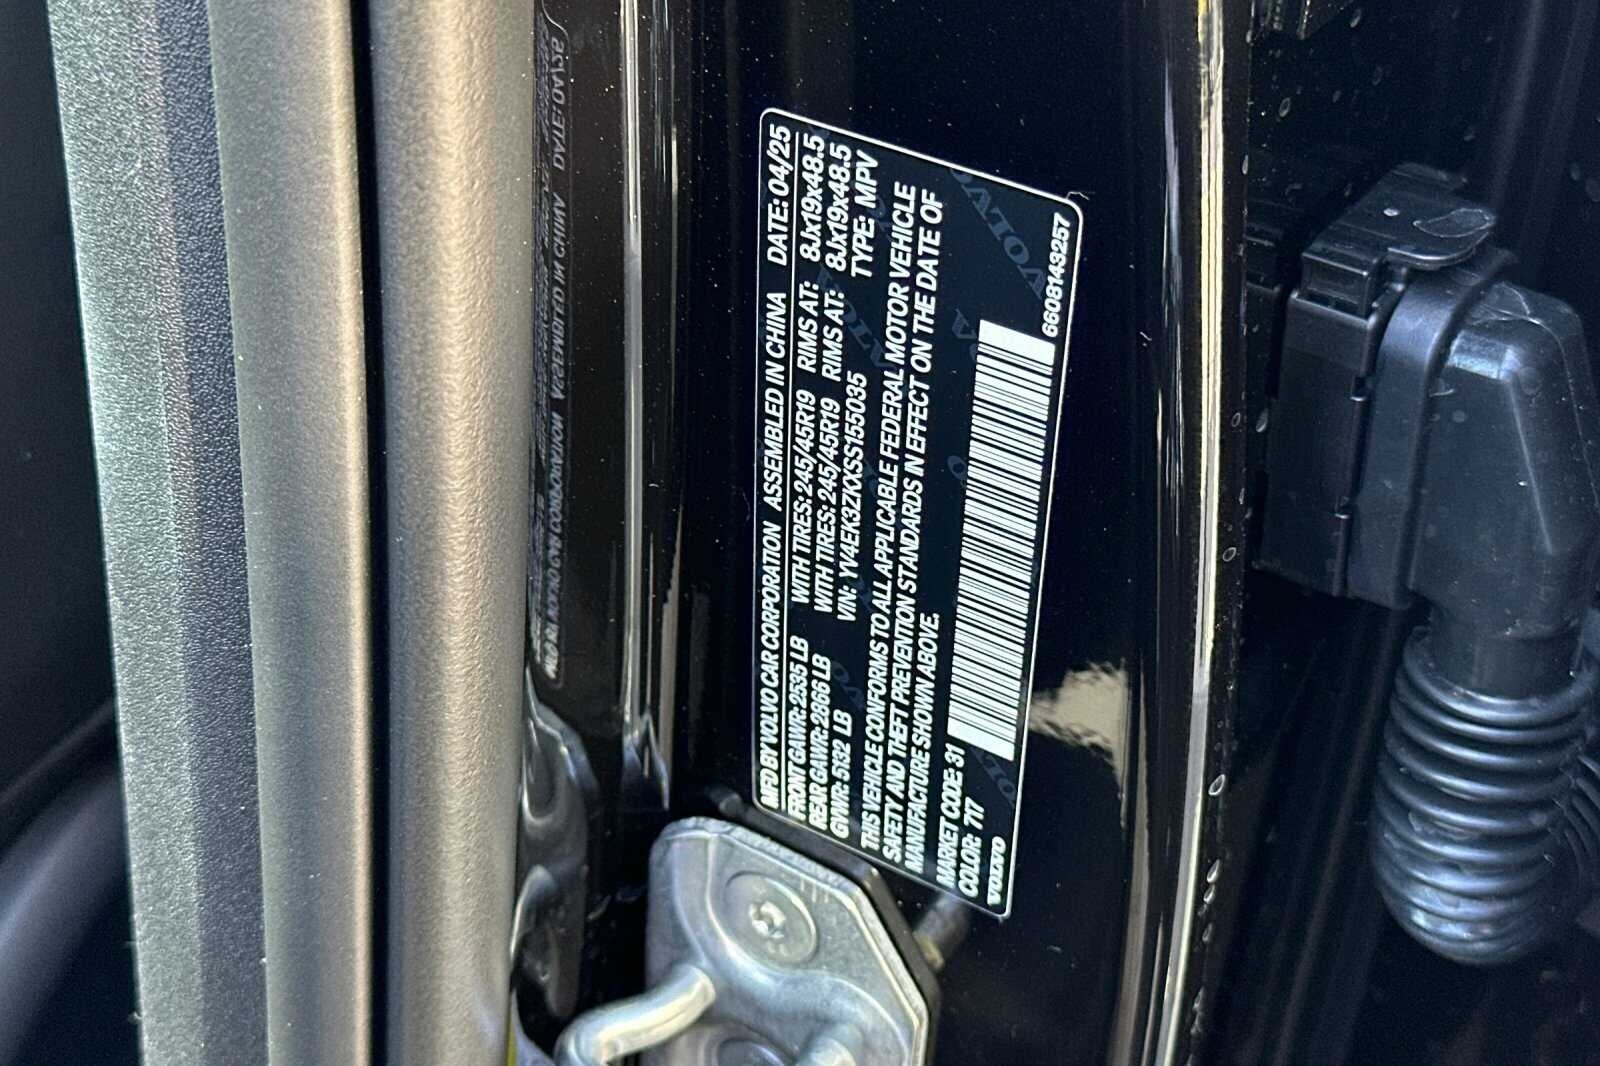 MFD BY VOLVO CAR CORPORATION ASSEMBLED IN CHINA DATE: 04/25
FRONT GAWR: 2535 LB WITH TIRES: 245/45R19 RIMS AT: 8Jx19x48.5
REAR GAWR: 2866 LB WITH TIRES: 245/45R19 RIMS AT: 8Jx19x48.5
GVWR: 5132 LB VIN: YV4EK3ZKXSS155035 TYPE: MPV
THIS VEHICLE CONFORMS TO ALL APPLICABLE FEDERAL MOTOR VEHICLE
SAFETY AND THEFT PREVENTION STANDARDS IN EFFECT ON THE DATE OF
MANUFACTURE SHOWN ABOVE.
MARKET CODE: 31
COLOR: 717
VOLVO
6608143257